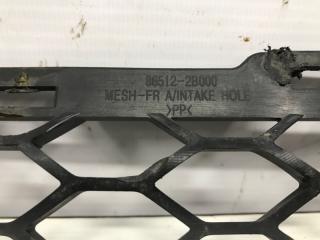 86512-2B000
MESH-FR A/INTAKE HOLE
>PP<